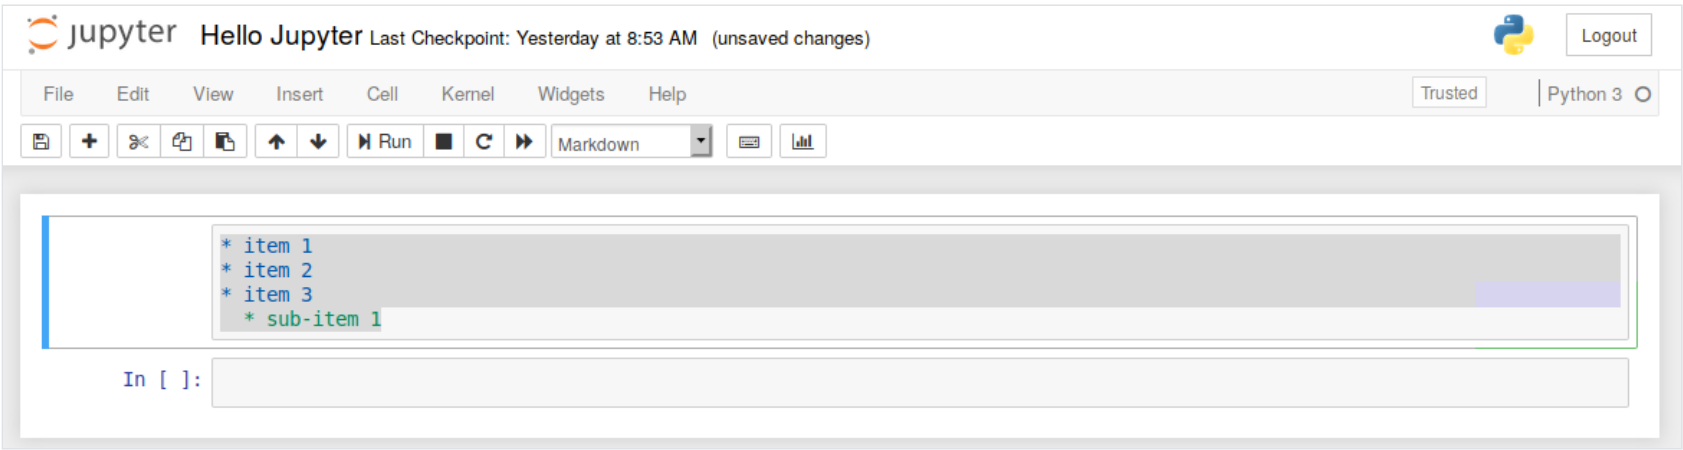 jupyter Hello Jupyter Last Checkpoint: Yesterday at 8:53 AM (unsaved changes) Logout
File Edit View Insert Cell Kernel Widgets Help Trusted Python 3
Run Markdown
* item 1
* item 2
* item 3
* sub-item 1
In [ ]: